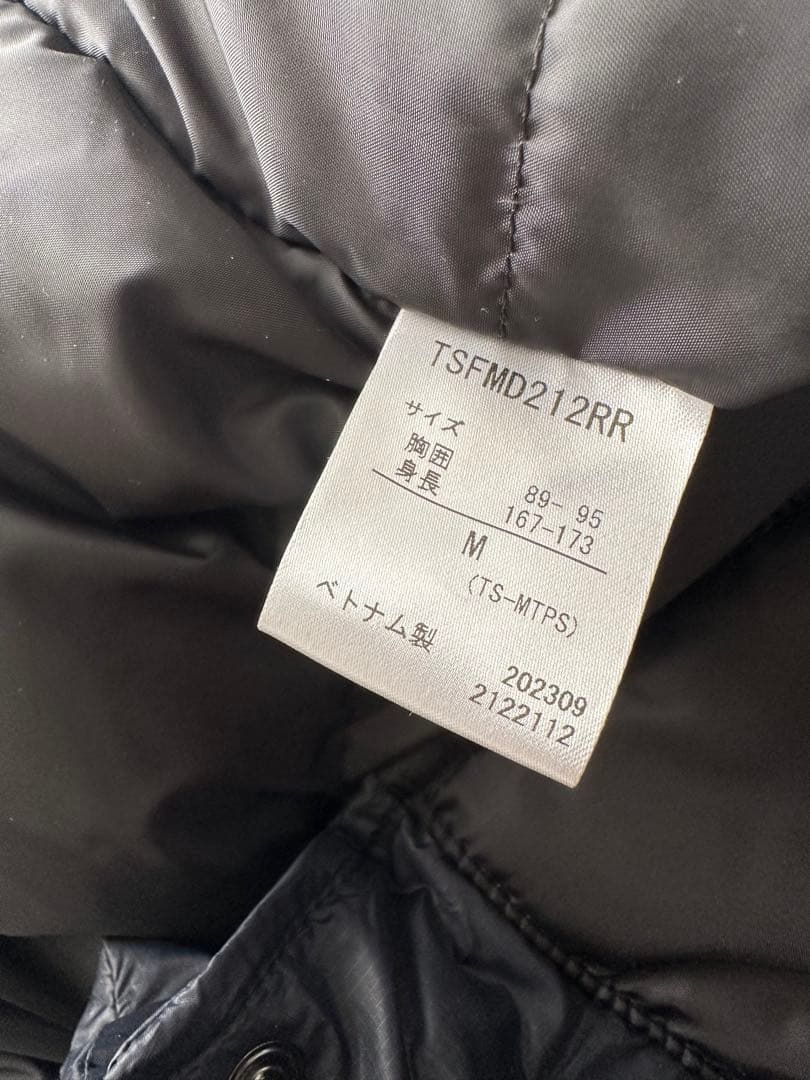 TSFMD212RR
サイズ
胸囲 89- 95
身長 167-173
M
(TS-MTPS)
ベトナム製
202309
2122112